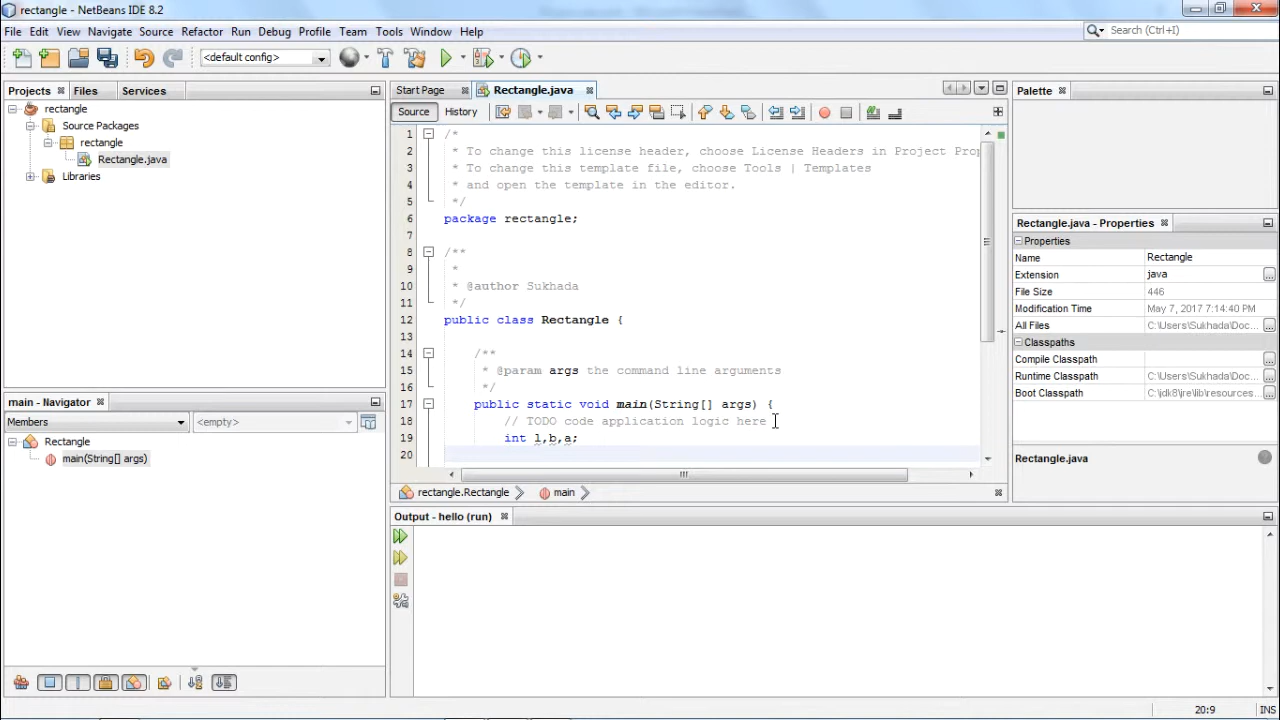 rectangle - NetBeans IDE 8.2
File Edit View Navigate Source Refactor Run Debug Profile Team Tools Window Help
Search (Ctrl+I)
<default config>
Projects Files Services
rectangle
Source Packages
rectangle
Rectangle.java
Libraries
main - Navigator
Members <empty>
Rectangle
main(String[] args)
Start Page Rectangle.java
Source History
1 /*
2 * To change this license header, choose License Headers in Project Prop
3 * To change this template file, choose Tools | Templates
4 * and open the template in the editor.
5 */
6 package rectangle;
7
8 /**
9 *
10 * @author Sukhada
11 */
12 public class Rectangle {
13
14 /**
15 * @param args the command line arguments
16 */
17 public static void main(String[] args) {
18 // TODO code application logic here
19 int l,b,a;
20
rectangle.Rectangle main
Output - hello (run)
Palette
Rectangle.java - Properties
Properties
Name Rectangle
Extension java ...
File Size 446
Modification Time May 7, 2017 7:14:40 PM
All Files C:\Users\Sukhada\Doc... ...
Classpaths
Compile Classpath ...
Runtime Classpath C:\Users\Sukhada\Doc... ...
Boot Classpath C:\jdk8\jre\lib\resources... ...
Rectangle.java
20:9 INS